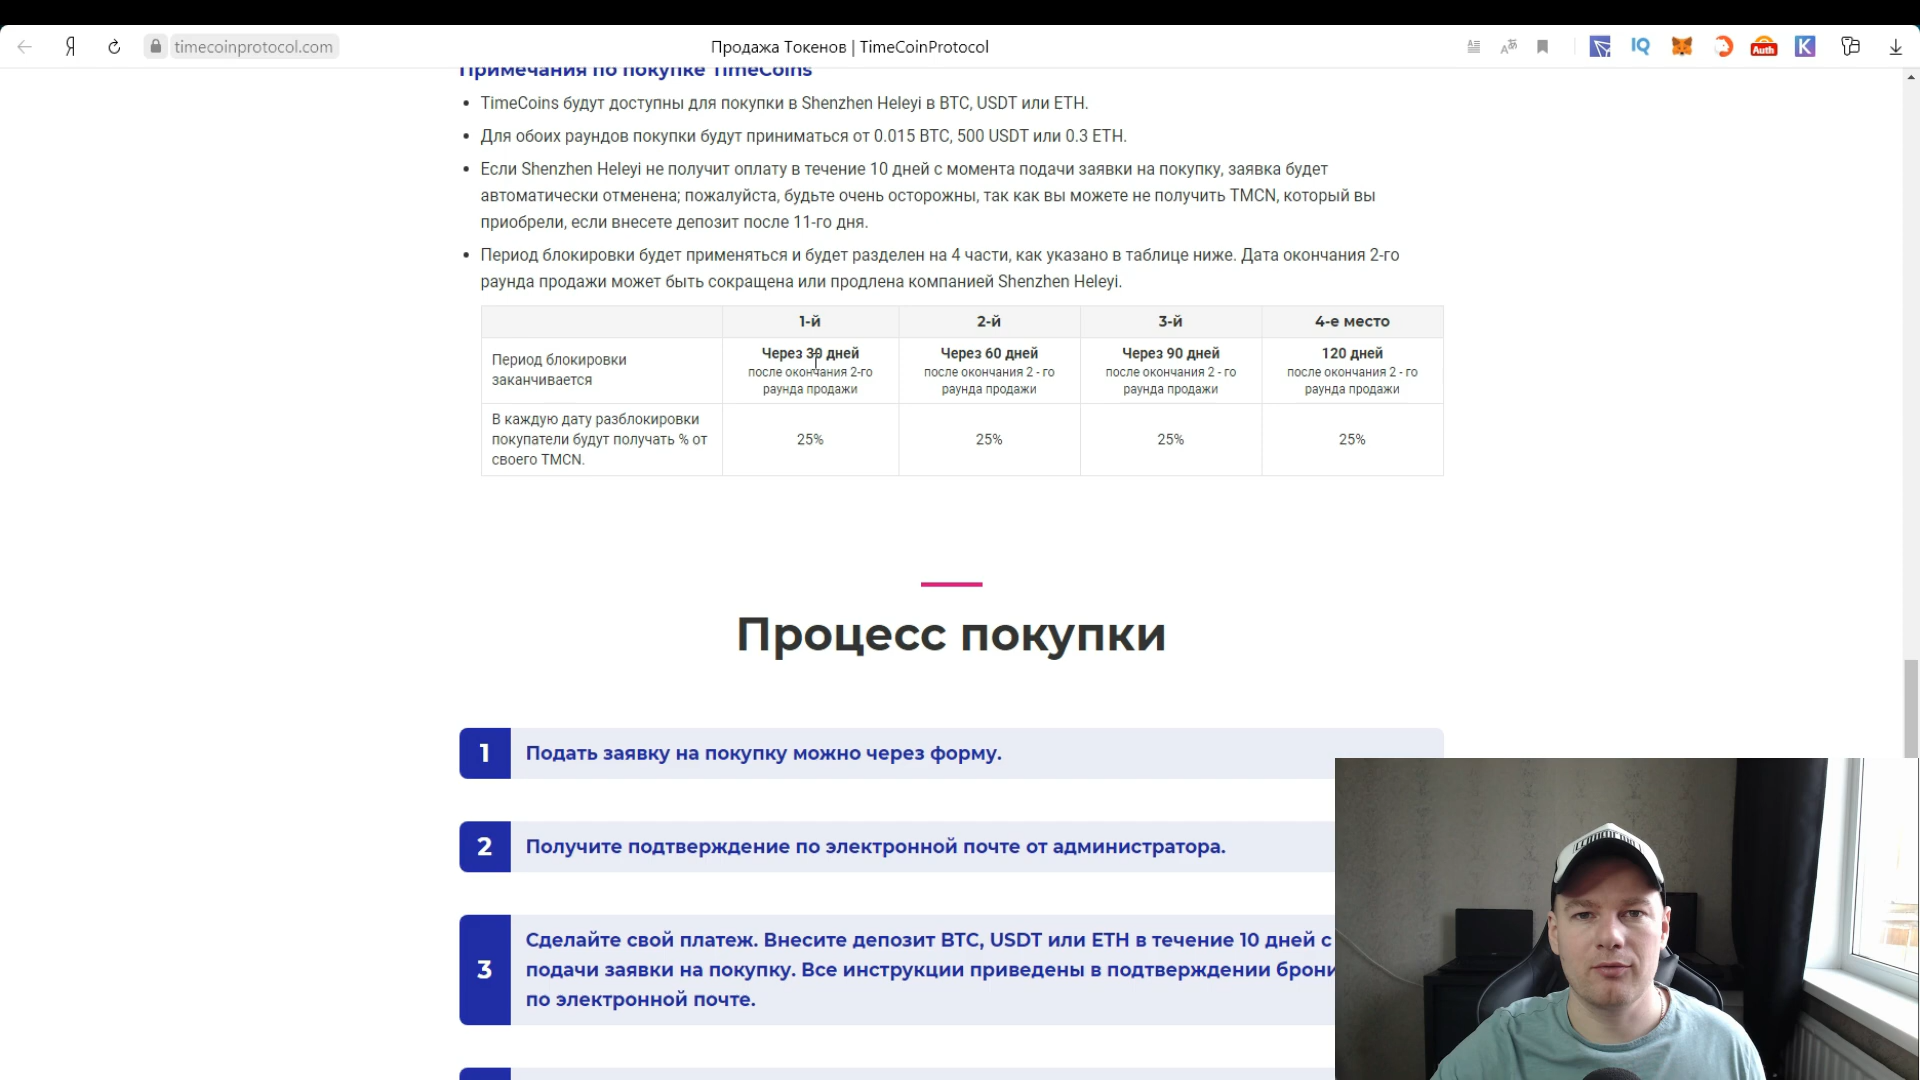 timecoinprotocol.com
Продажа Токенов | TimeCoinProtocol
IQ
Auth
K
Примечания по покупке TimeCoins
TimeCoins будут доступны для покупки в Shenzhen Heleyi в BTC, USDT или ETH.
Для обоих раундов покупки будут приниматься от 0.015 BTC, 500 USDT или 0.3 ETH.
Если Shenzhen Heleyi не получит оплату в течение 10 дней с момента подачи заявки на покупку, заявка будет
автоматически отменена; пожалуйста, будьте очень осторожны, так как вы можете не получить TMCN, который вы
приобрели, если внесете депозит после 11-го дня.
Период блокировки будет применяться и будет разделен на 4 части, как указано в таблице ниже. Дата окончания 2-го
раунда продажи может быть сокращена или продлена компанией Shenzhen Heleyi.
1-й 2-й 3-й 4-е место
Период блокировки
заканчивается
Через 30 дней Через 60 дней Через 90 дней 120 дней
после окончания 2-го после окончания 2 - го после окончания 2 - го после окончания 2 - го
раунда продажи раунда продажи раунда продажи раунда продажи
В каждую дату разблокировки
покупатели будут получать % от
своего TMCN.
25% 25% 25% 25%
Процесс покупки
1 Подать заявку на покупку можно через форму.
2 Получите подтверждение по электронной почте от администратора.
3 Сделайте свой платеж. Внесите депозит BTC, USDT или ETH в течение 10 дней с
подачи заявки на покупку. Все инструкции приведены в подтверждении брони
по электронной почте.